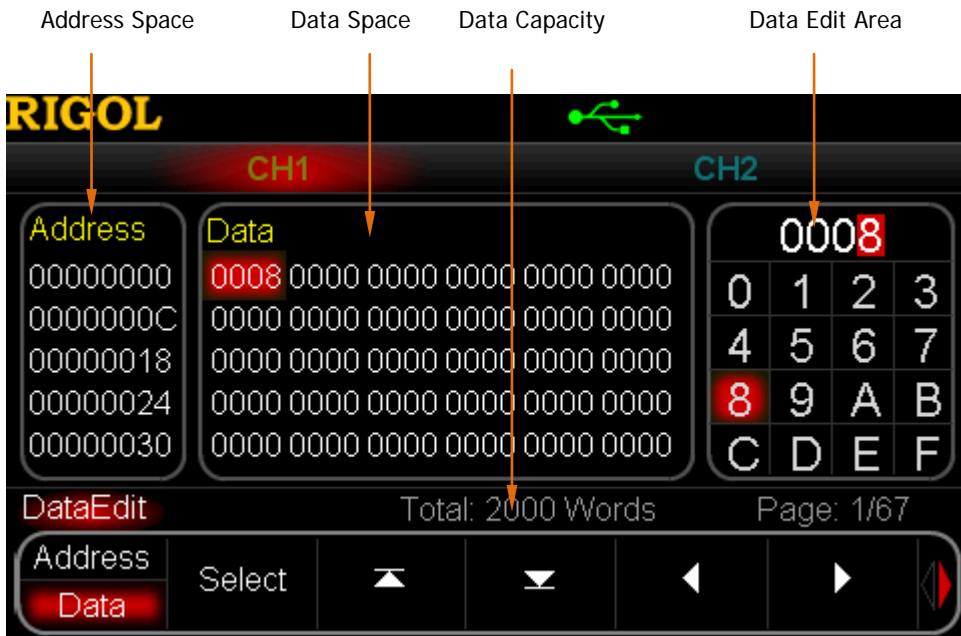 Address Space Data Space Data Capacity Data Edit Area
RIGOL
CH1 CH2
Address Data 0008
00000000 0008 0000 0000 0000 0000 0000 0 1 2 3
0000000C 0000 0000 0000 0000 0000 0000 4 5 6 7
00000018 0000 0000 0000 0000 0000 0000 8 9 A B
00000024 0000 0000 0000 0000 0000 0000 C D E F
00000030 0000 0000 0000 0000 0000 0000
DataEdit Total: 2000 Words Page: 1/67
Address
Data
Select